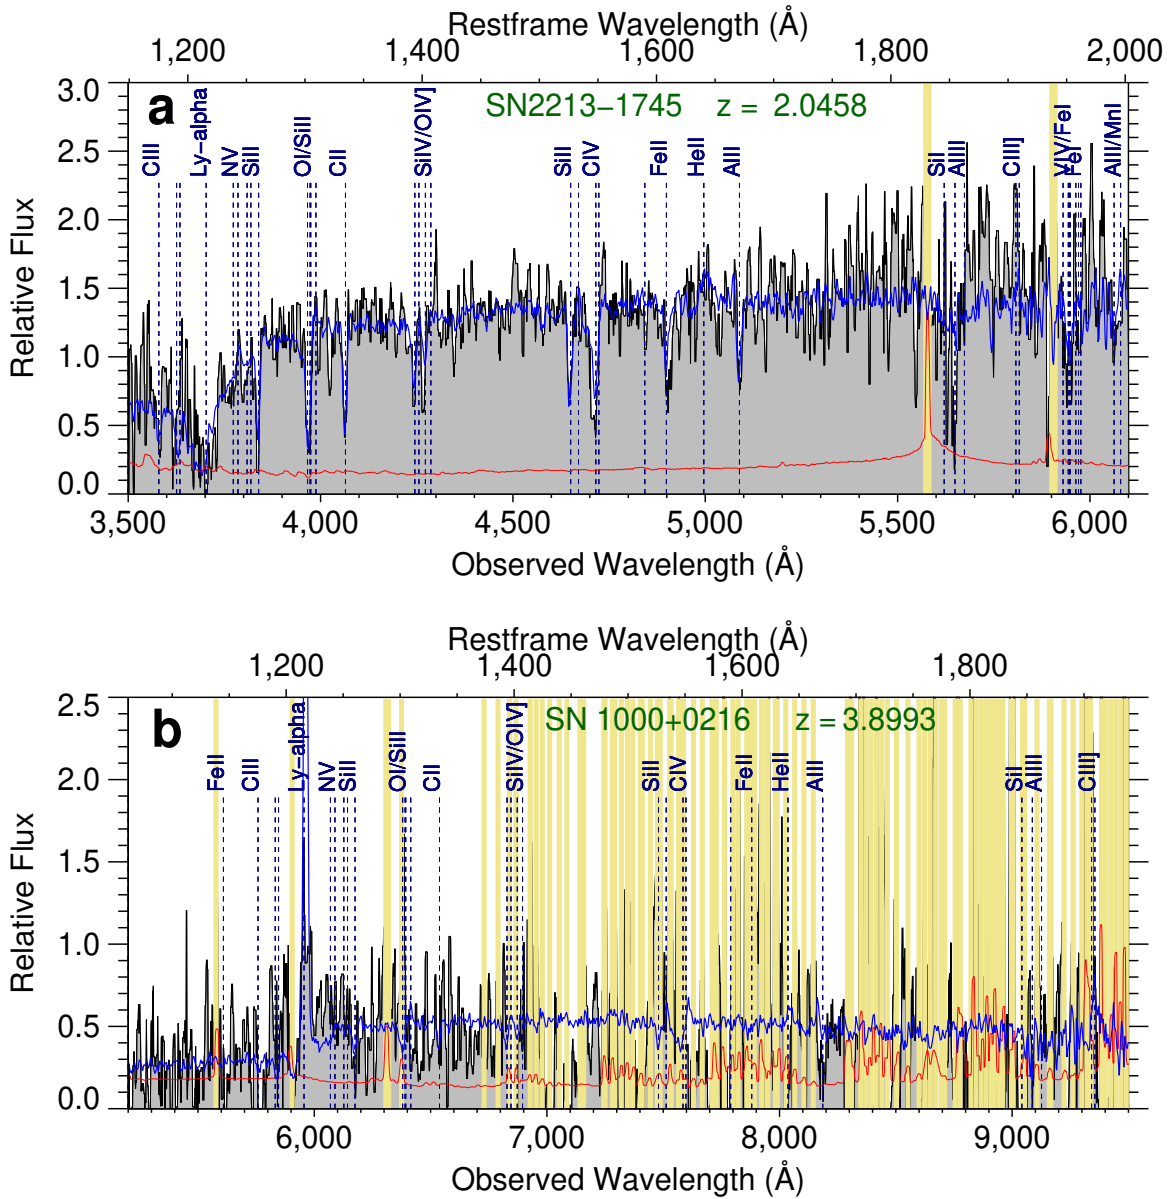 Restframe Wavelength (Å)
1,200 1,400 1,600 1,800 2,000
a SN2213−1745 z = 2.0458
CIII Ly−alpha NV SiII OI/SiII CII SiIV/OIV] SiII CIV FeII HeII AlII SiI AlIII CIII] VIV/FeI FeI AlII/MnI
3.0
2.5
2.0
1.5
1.0
0.5
0.0
Relative Flux
3,500 4,000 4,500 5,000 5,500 6,000
Observed Wavelength (Å)
Restframe Wavelength (Å)
1,200 1,400 1,600 1,800
b SN 1000+0216 z = 3.8993
FeII CIII Ly−alpha NV SiII OI/SiII CII SiIV/OIV] SiII CIV FeII HeII AlII SiI AlIII CIII]
2.5
2.0
1.5
1.0
0.5
0.0
Relative Flux
6,000 7,000 8,000 9,000
Observed Wavelength (Å)